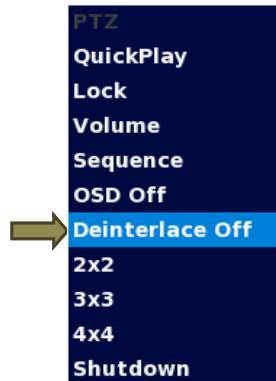 PTZ
QuickPlay
Lock
Volume
Sequence
OSD Off
Deinterlace Off
2x2
3x3
4x4
Shutdown